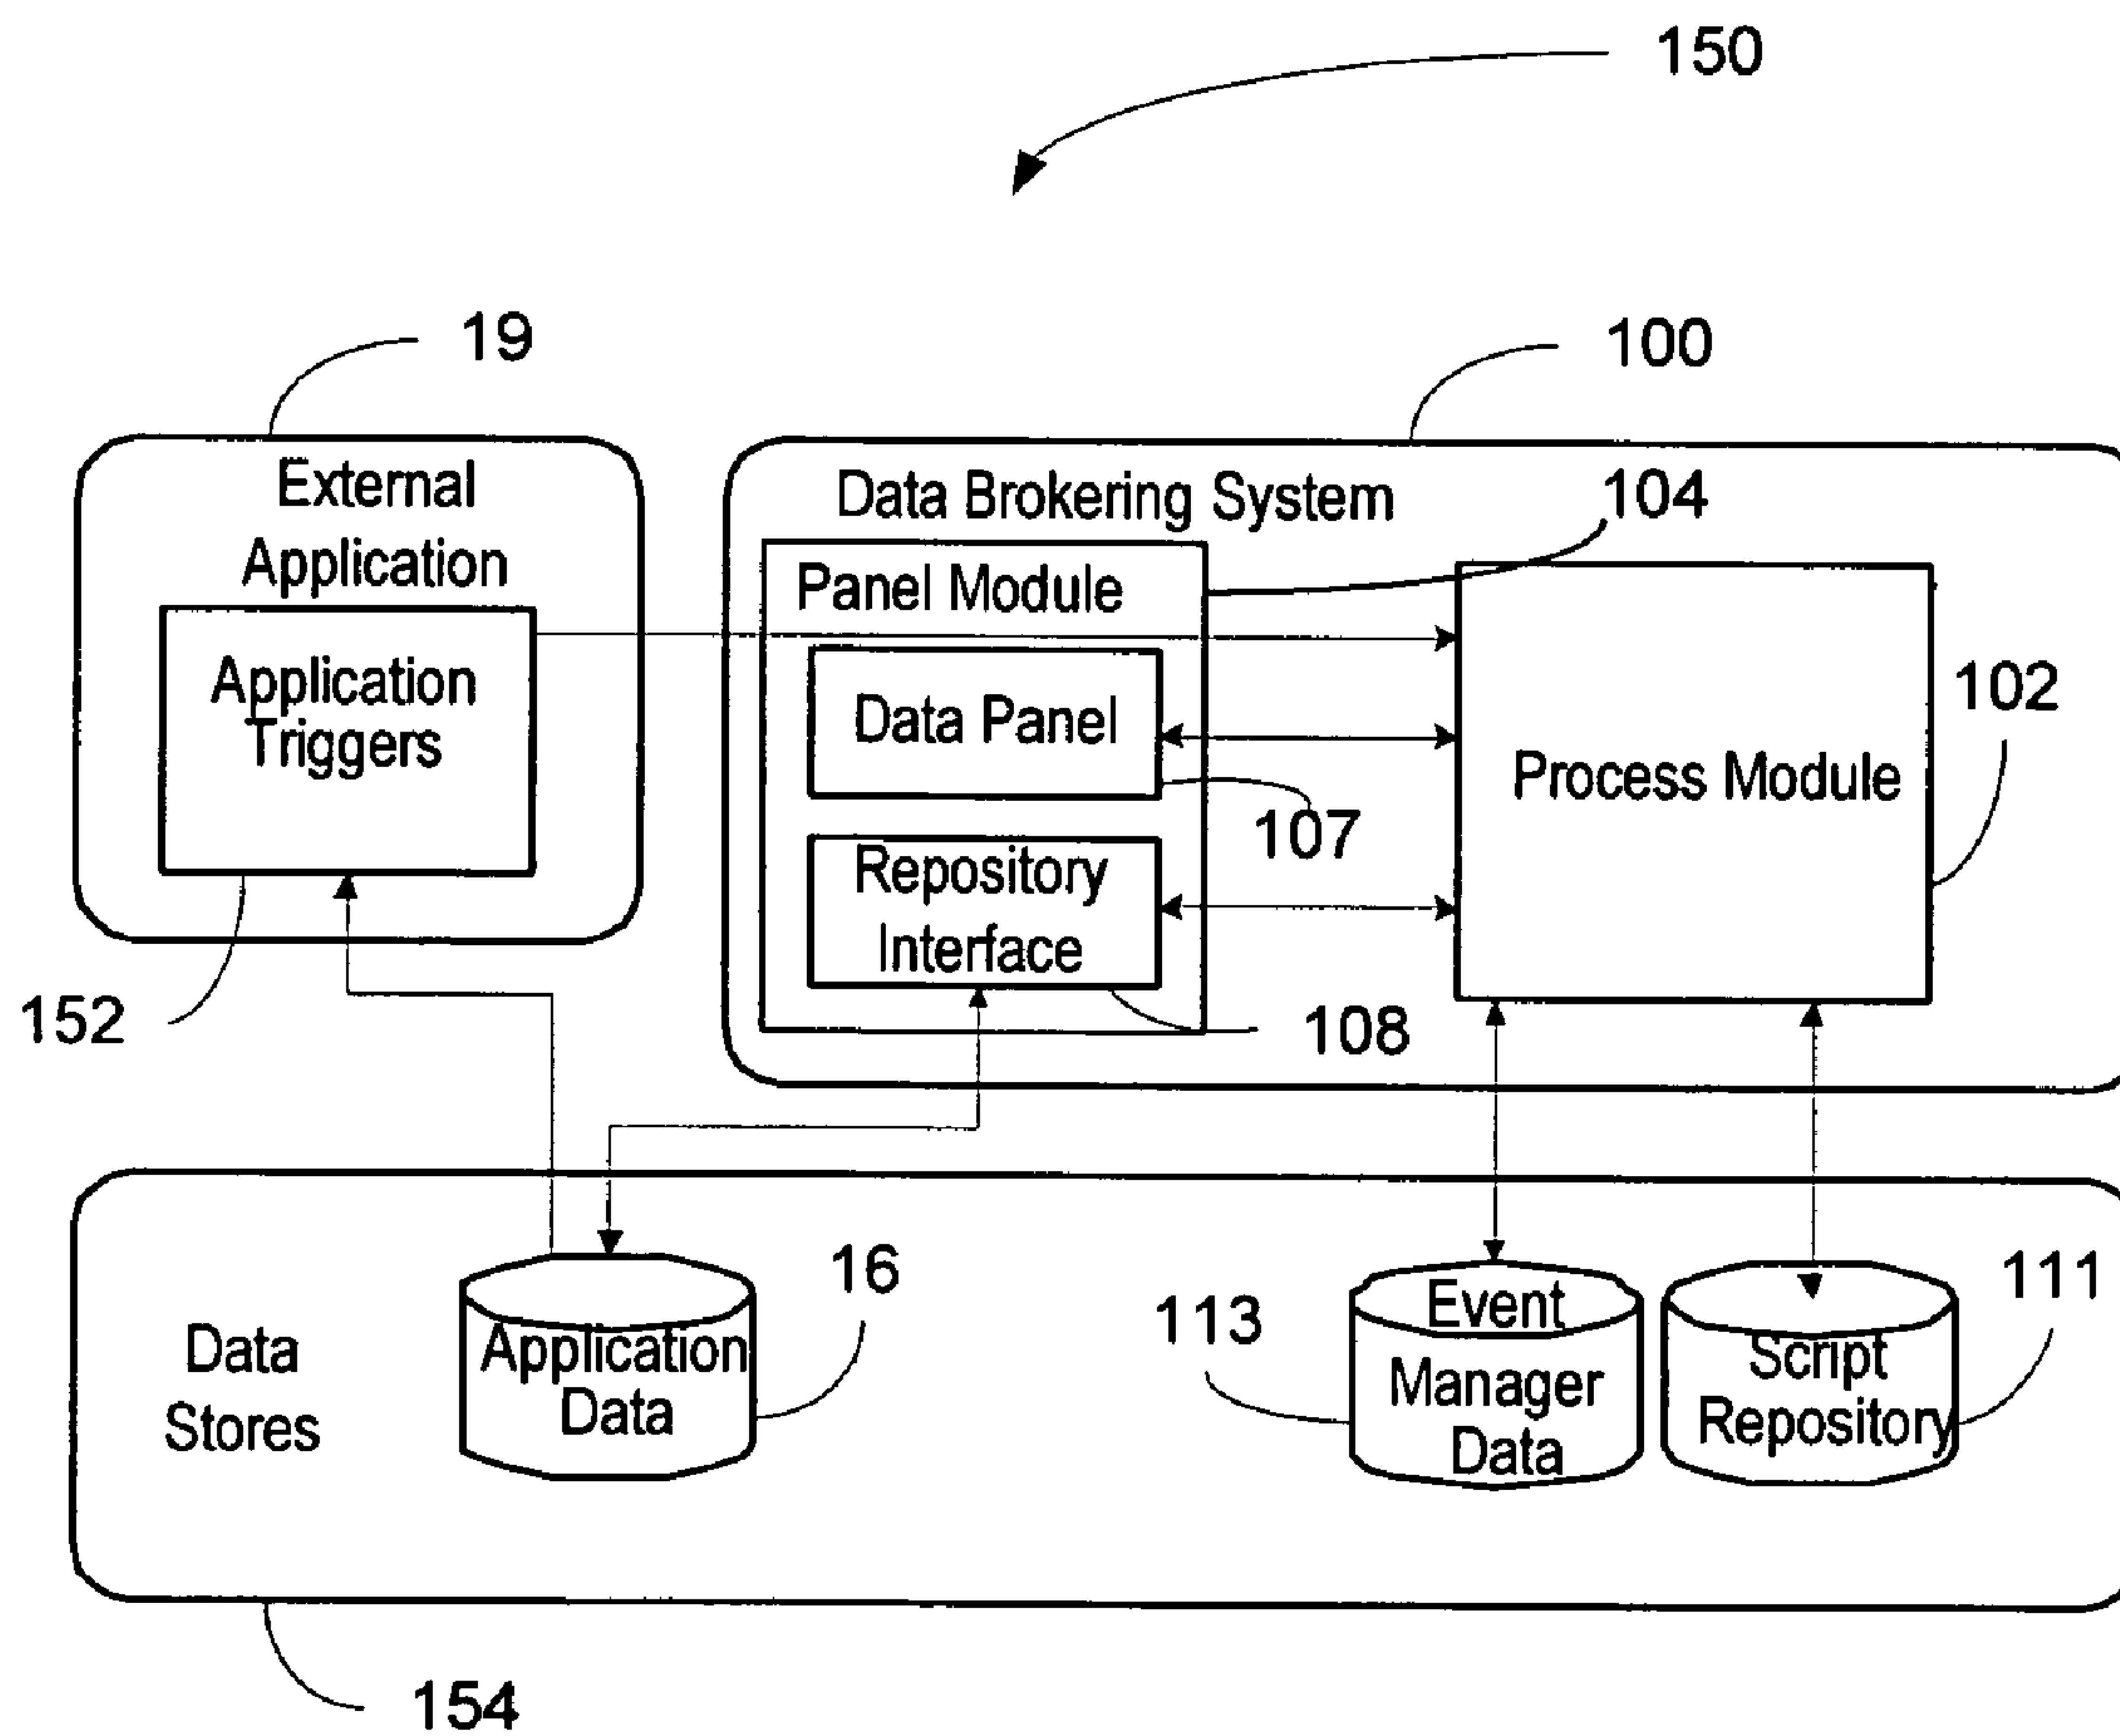 150
19
100
External
Application
Data Brokering System
104
Panel Module
Application
Triggers
Data Panel
102
Process Module
107
Repository
Interface
152
108
16
111
113
Event
Manager
Data
Script
Repository
Application
Data
Data
Stores
154